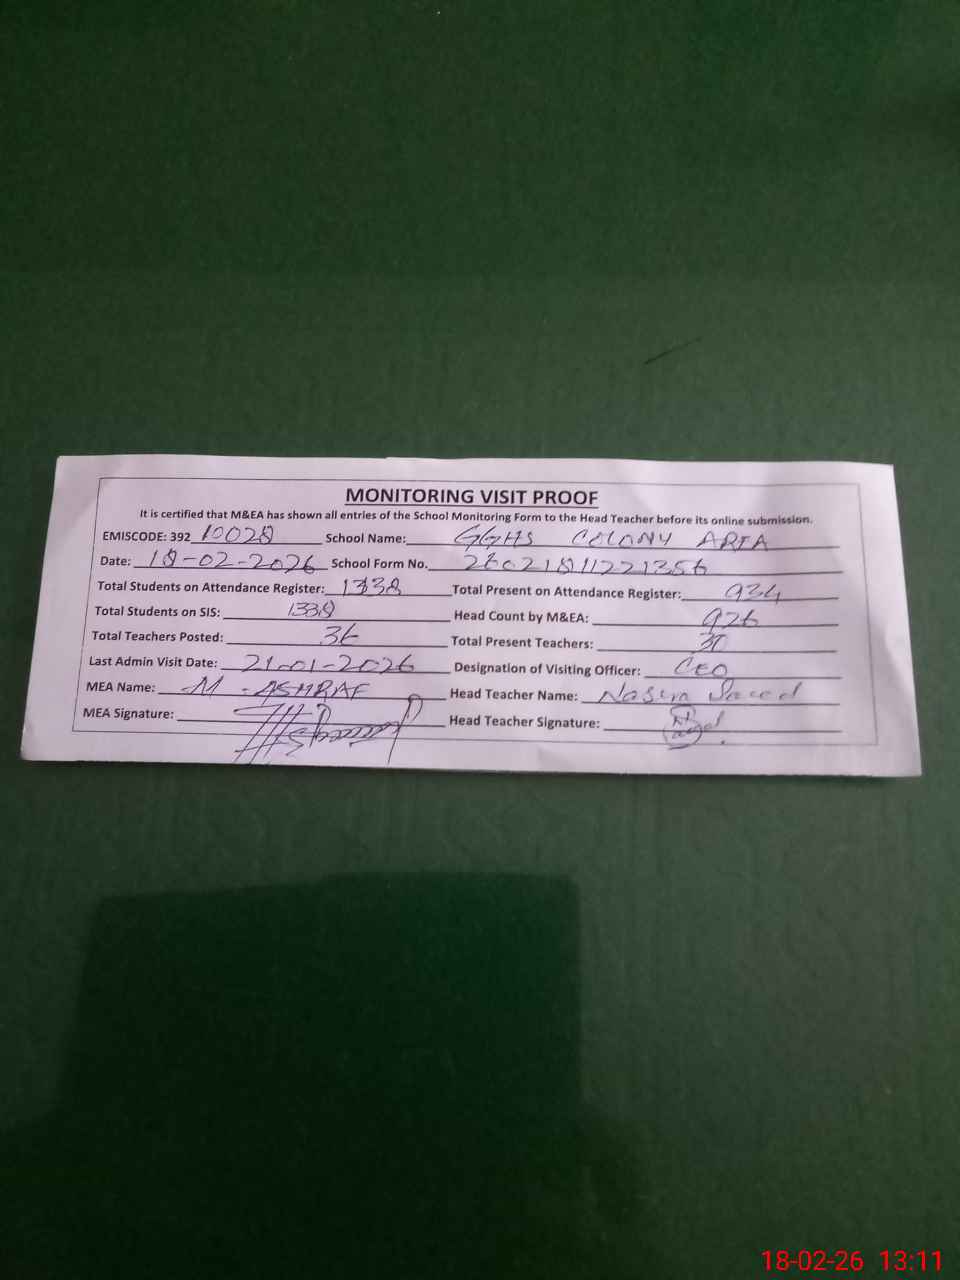 MONITORING VISIT PROOF
It is certified that M&EA has shown all entries of the School Monitoring Form to the Head Teacher before its online submission.
EMISCODE: 392 10028 School Name: GGHS COLONY AREA
Date: 18-02-2026 School Form No. 26021811221356
Total Students on Attendance Register: 1338 Total Present on Attendance Register: 934
Total Students on SIS: 1338 Head Count by M&EA: 926
Total Teachers Posted: 36 Total Present Teachers: 30
Last Admin Visit Date: 21-01-2026 Designation of Visiting Officer: CEO
MEA Name: M-ASHRAF Head Teacher Name: Nasim Saeed
MEA Signature: Head Teacher Signature:
18-02-26 13:11